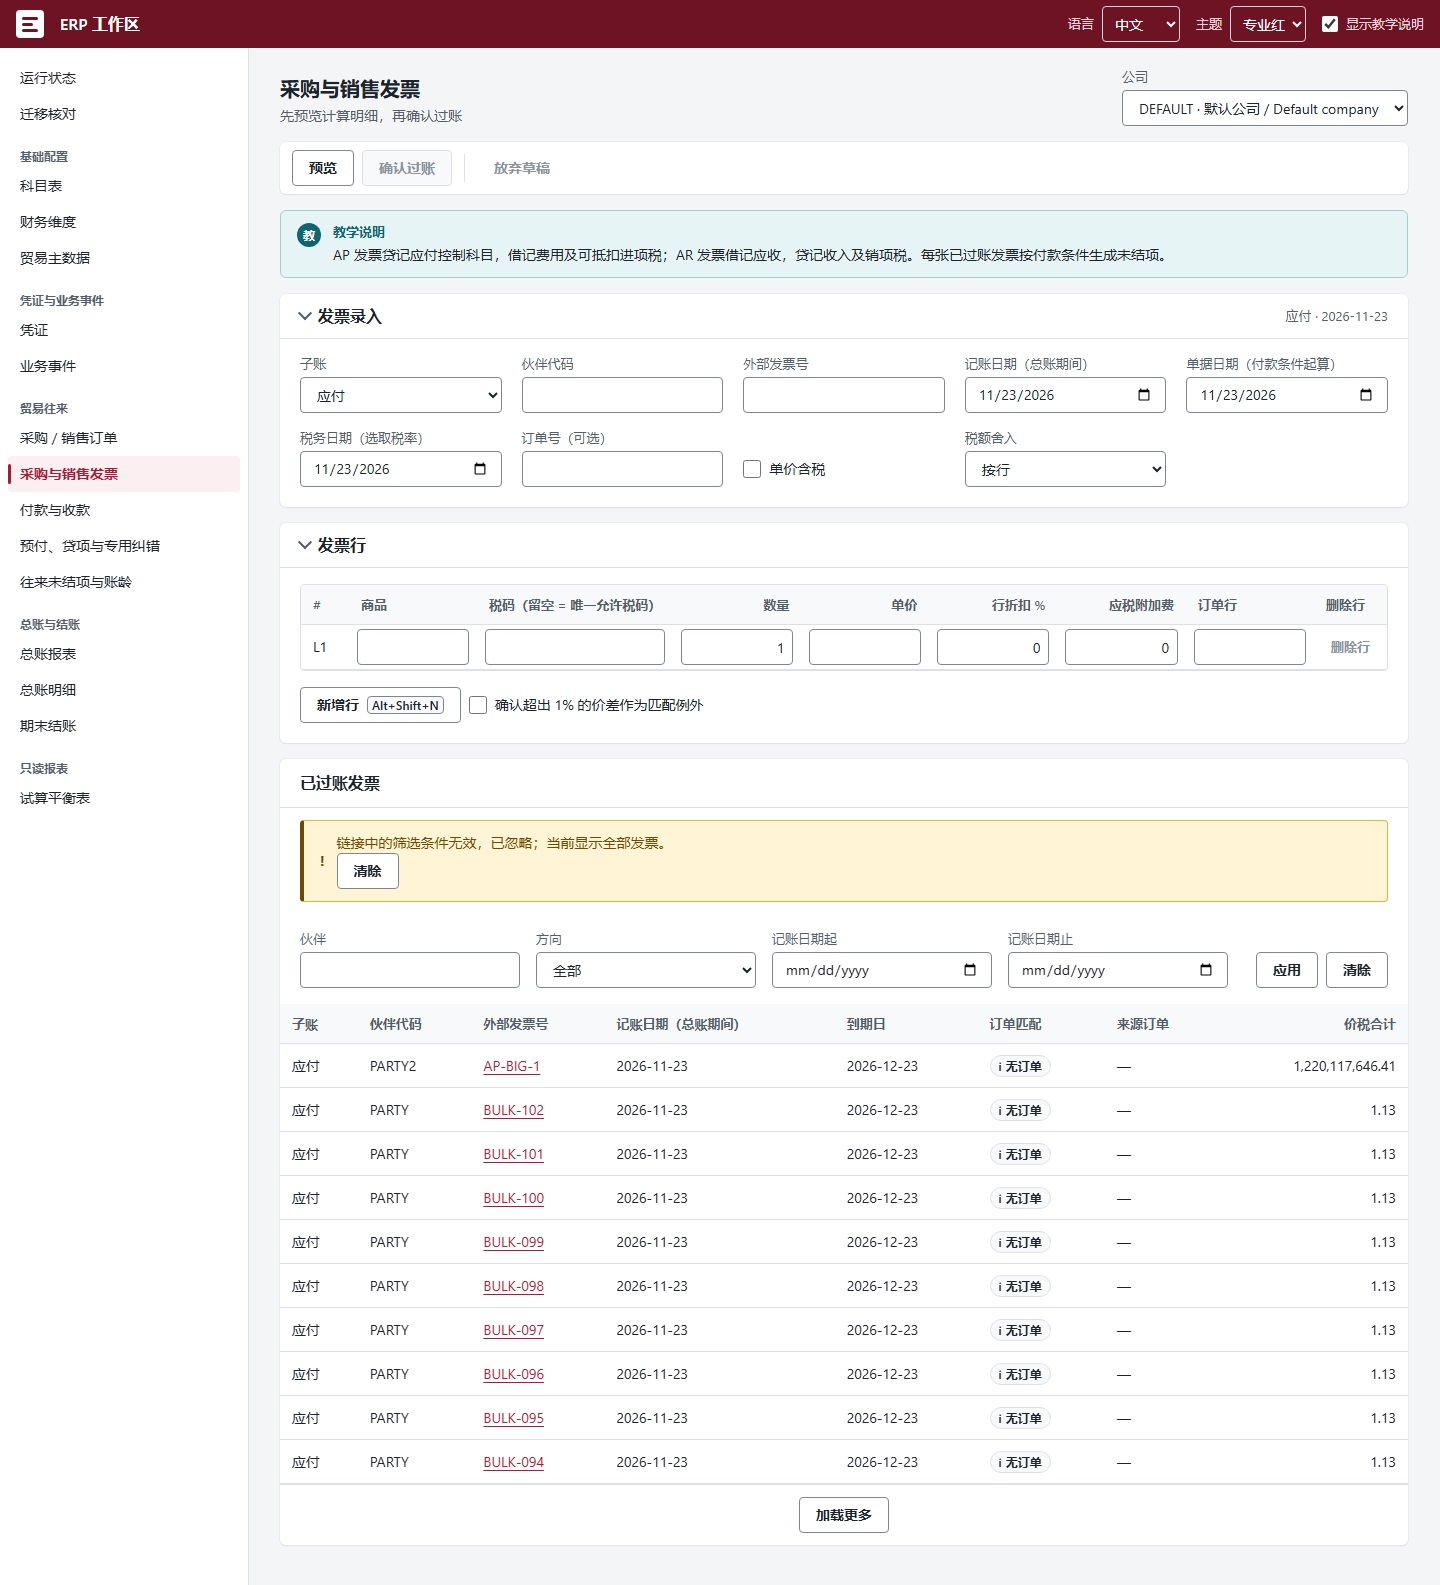 ERP 工作区
语言 中文 主题 专业红 显示教学说明
运行状态
迁移核对
基础配置
科目表
财务维度
贸易主数据
凭证与业务事件
凭证
业务事件
贸易往来
采购 / 销售订单
采购与销售发票
付款与收款
预付、贷项与专用纠错
往来未结项与账龄
总账与结账
总账报表
总账明细
期末结账
只读报表
试算平衡表
采购与销售发票
先预览计算明细，再确认过账
公司
DEFAULT · 默认公司 / Default company
预览 确认过账 放弃草稿
教 教学说明
AP 发票贷记应付控制科目，借记费用及可抵扣进项税；AR 发票借记应收，贷记收入及销项税。每张已过账发票按付款条件生成未结项。
发票录入 应付 · 2026-11-23
子账 伙伴代码 外部发票号 记账日期（总账期间） 单据日期（付款条件起算）
应付 11/23/2026 11/23/2026
税务日期（选取税率） 订单号（可选） 税额舍入
11/23/2026 单价含税 按行
发票行
# 商品 税码（留空 = 唯一允许税码） 数量 单价 行折扣 % 应税附加费 订单行 删除行
L1 1 0 0 删除行
新增行 Alt+Shift+N 确认超出 1% 的价差作为匹配例外
已过账发票
! 链接中的筛选条件无效，已忽略；当前显示全部发票。
清除
伙伴 方向 记账日期起 记账日期止
全部 mm/dd/yyyy mm/dd/yyyy 应用 清除
子账 伙伴代码 外部发票号 记账日期（总账期间） 到期日 订单匹配 来源订单 价税合计
应付 PARTY2 AP-BIG-1 2026-11-23 2026-12-23 i 无订单 — 1,220,117,646.41
应付 PARTY BULK-102 2026-11-23 2026-12-23 i 无订单 — 1.13
应付 PARTY BULK-101 2026-11-23 2026-12-23 i 无订单 — 1.13
应付 PARTY BULK-100 2026-11-23 2026-12-23 i 无订单 — 1.13
应付 PARTY BULK-099 2026-11-23 2026-12-23 i 无订单 — 1.13
应付 PARTY BULK-098 2026-11-23 2026-12-23 i 无订单 — 1.13
应付 PARTY BULK-097 2026-11-23 2026-12-23 i 无订单 — 1.13
应付 PARTY BULK-096 2026-11-23 2026-12-23 i 无订单 — 1.13
应付 PARTY BULK-095 2026-11-23 2026-12-23 i 无订单 — 1.13
应付 PARTY BULK-094 2026-11-23 2026-12-23 i 无订单 — 1.13
加载更多